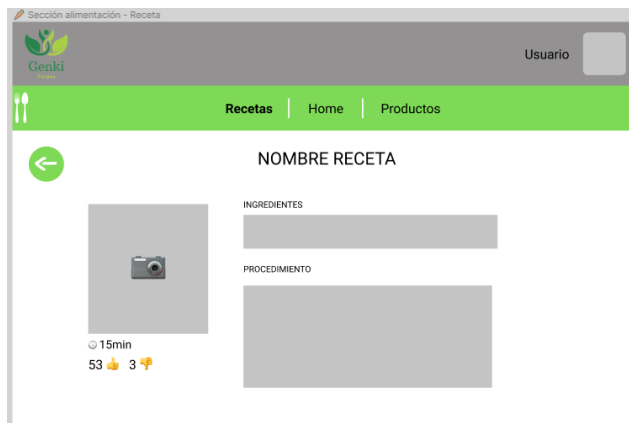 Sección alimentación - Receta
Genki
Usuario
Recetas
Home
Productos
NOMBRE RECETA
INGREDIENTES
PROCEDIMIENTO
15min
53 👍 3 👎